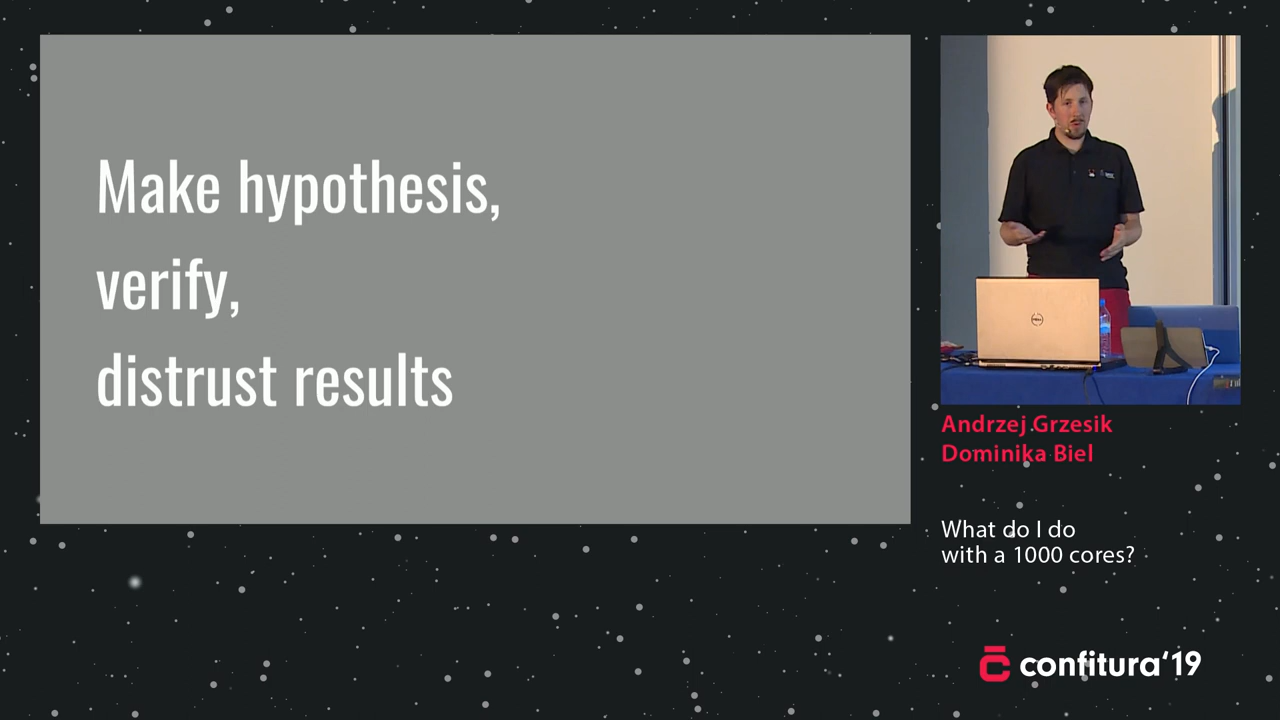 Make hypothesis,
verify,
distrust results
Andrzej Grzesik
Dominika Biel
What do I do
with a 1000 cores?
confitura'19